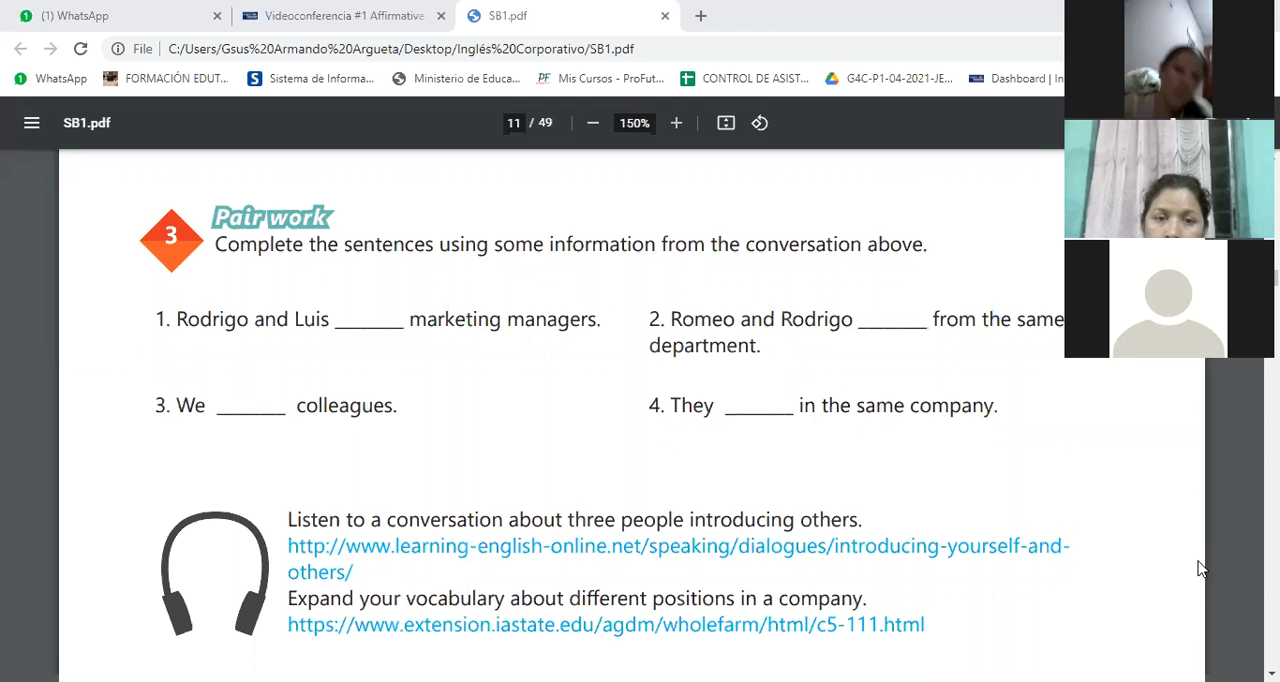 (1) WhatsApp
Videoconferencia #1 Affirmative
SB1.pdf
File
C:/Users/Gsus%20Armando%20Argueta/Desktop/Inglés%20Corporativo/SB1.pdf
WhatsApp
FORMACIÓN EDUT...
Sistema de Informa...
Ministerio de Educa...
Mis Cursos - ProFut...
CONTROL DE ASIST...
G4C-P1-04-2021-JE...
Dashboard | In
SB1.pdf
11 / 49
150%
3
Pair work
Complete the sentences using some information from the conversation above.
1. Rodrigo and Luis _______ marketing managers.
2. Romeo and Rodrigo _______ from the same
department.
3. We _______ colleagues.
4. They _______ in the same company.
Listen to a conversation about three people introducing others.
http://www.learning-english-online.net/speaking/dialogues/introducing-yourself-and-
others/
Expand your vocabulary about different positions in a company.
https://www.extension.iastate.edu/agdm/wholefarm/html/c5-111.html